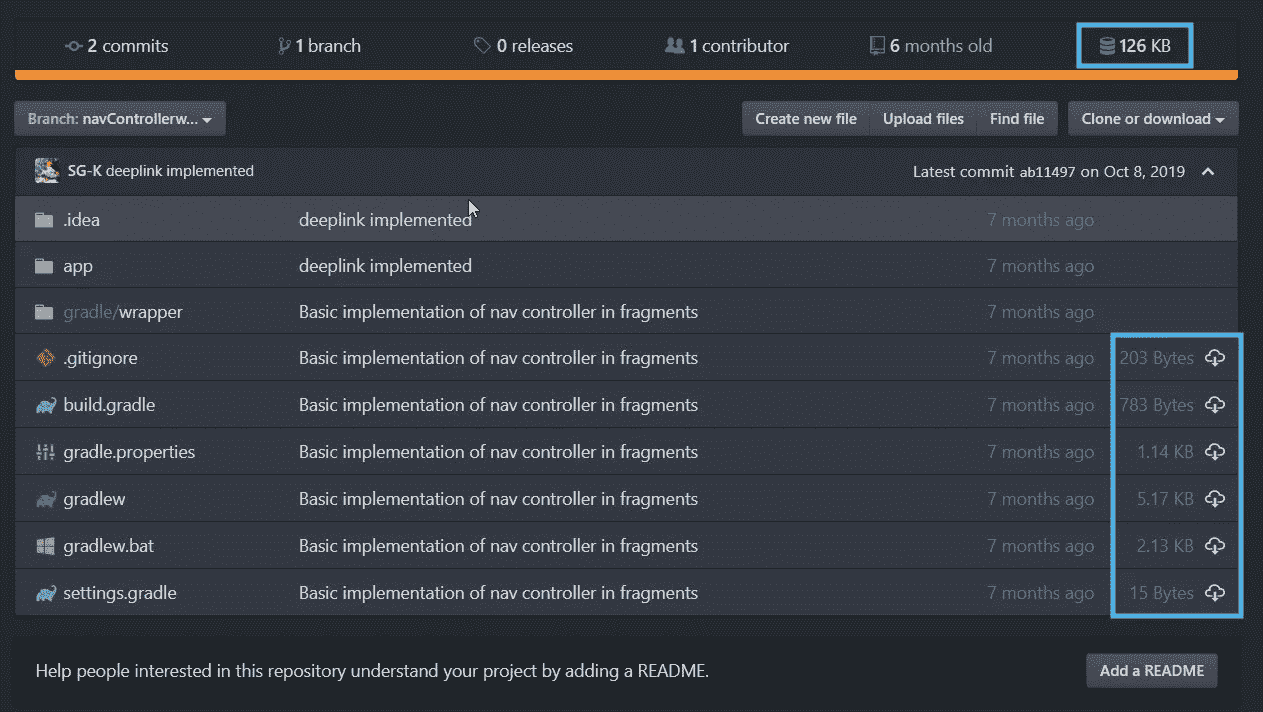 2 commits 1 branch 0 releases 1 contributor 6 months old 126 KB
Branch: navControllerw... Create new file Upload files Find file Clone or download
SG-K deeplink implemented Latest commit ab11497 on Oct 8, 2019
.idea deeplink implemented 7 months ago
app deeplink implemented 7 months ago
gradle/wrapper Basic implementation of nav controller in fragments 7 months ago
.gitignore Basic implementation of nav controller in fragments 7 months ago 203 Bytes
build.gradle Basic implementation of nav controller in fragments 7 months ago 783 Bytes
gradle.properties Basic implementation of nav controller in fragments 7 months ago 1.14 KB
gradlew Basic implementation of nav controller in fragments 7 months ago 5.17 KB
gradlew.bat Basic implementation of nav controller in fragments 7 months ago 2.13 KB
settings.gradle Basic implementation of nav controller in fragments 7 months ago 15 Bytes
Help people interested in this repository understand your project by adding a README. Add a README